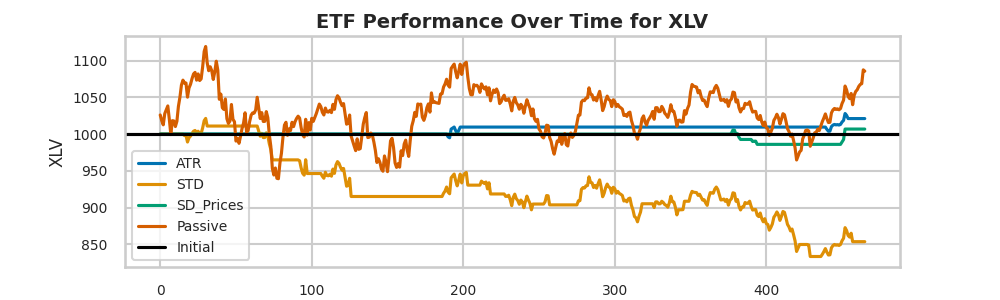 ETF Performance Over Time for XLV
XLV
1100
1050
1000
950
900
850
ATR
STD
SD_Prices
Passive
Initial
0
100
200
300
400